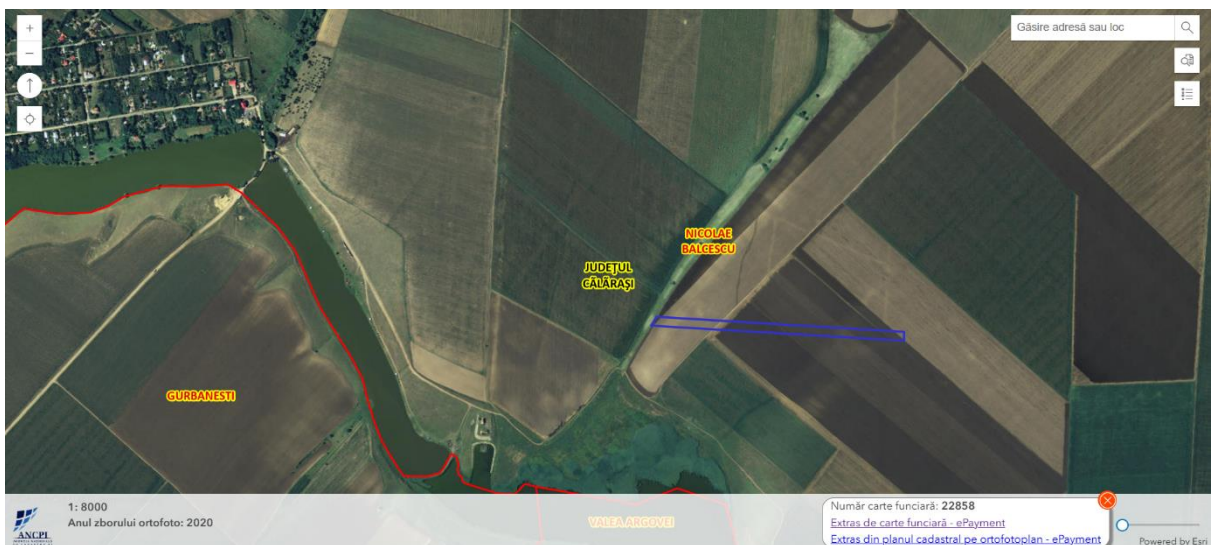 +
Găsire adresă sau loc
−
NICOLAE
BALCESCU
JUDEȚUL
CĂLĂRAȘI
GURBANESTI
1: 8000
Anul zborului ortofoto: 2020
ANCPI
VALEA ARGOVEI
Număr carte funciară: 22858
Extras de carte funciară - ePayment
Extras din planul cadastral pe ortofotoplan - ePayment
Powered by Esri